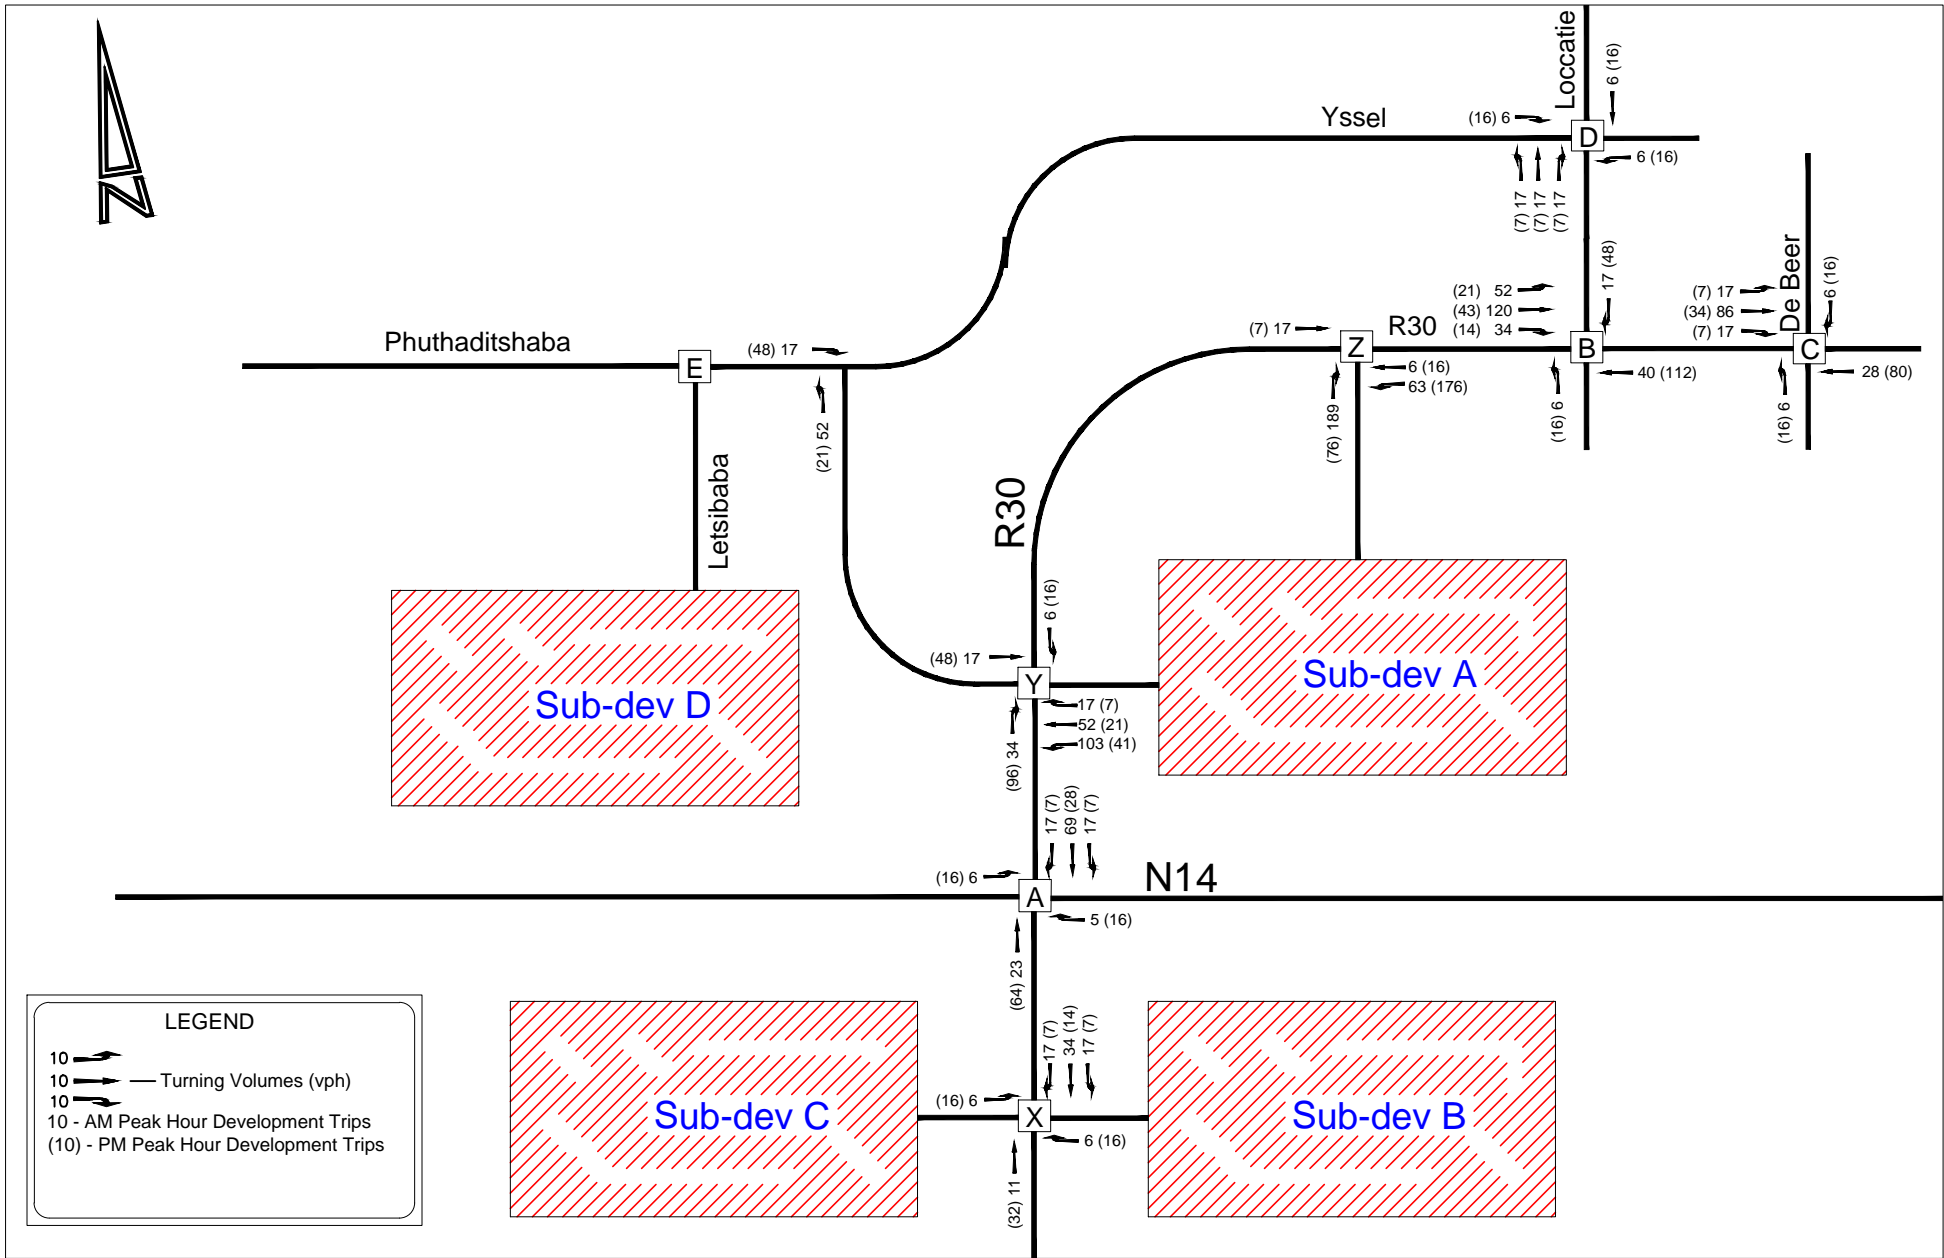 Loccatie
6 (16)
Yssel
(16) 6
D
6 (16)
(7) 17
(7) 17
(7) 17
De Beer
17 (48)
6 (16)
(21) 52
(43) 120
(14) 34
(7) 17
(34) 86
(7) 17
R30
(7) 17
Z
B
C
6 (16)
63 (176)
40 (112)
28 (80)
(76) 189
(16) 6
(16) 6
Phuthaditshaba
(48) 17
E
(21) 52
Letsibaba
R30
N
6 (16)
(48) 17
Y
17 (7)
52 (21)
103 (41)
(96) 34
Sub-dev A
Sub-dev D
17 (7)
69 (28)
17 (7)
(16) 6
A
N14
5 (16)
(64) 23
17 (7)
34 (14)
17 (7)
(16) 6
X
6 (16)
(32) 11
Sub-dev C
Sub-dev B
LEGEND
10
10 Turning Volumes (vph)
10
10 - AM Peak Hour Development Trips
(10) - PM Peak Hour Development Trips